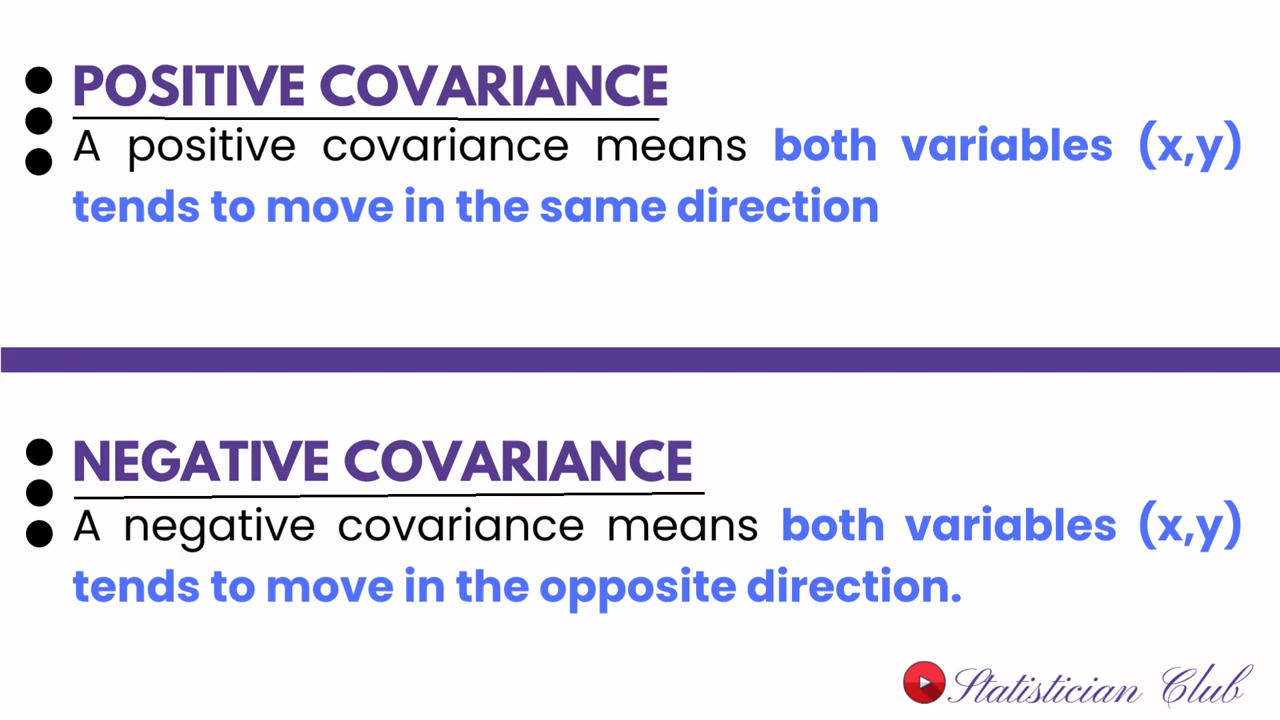 POSITIVE COVARIANCE
A positive covariance means both variables (x,y)
tends to move in the same direction
NEGATIVE COVARIANCE
A negative covariance means both variables (x,y)
tends to move in the opposite direction.
Statistician Club